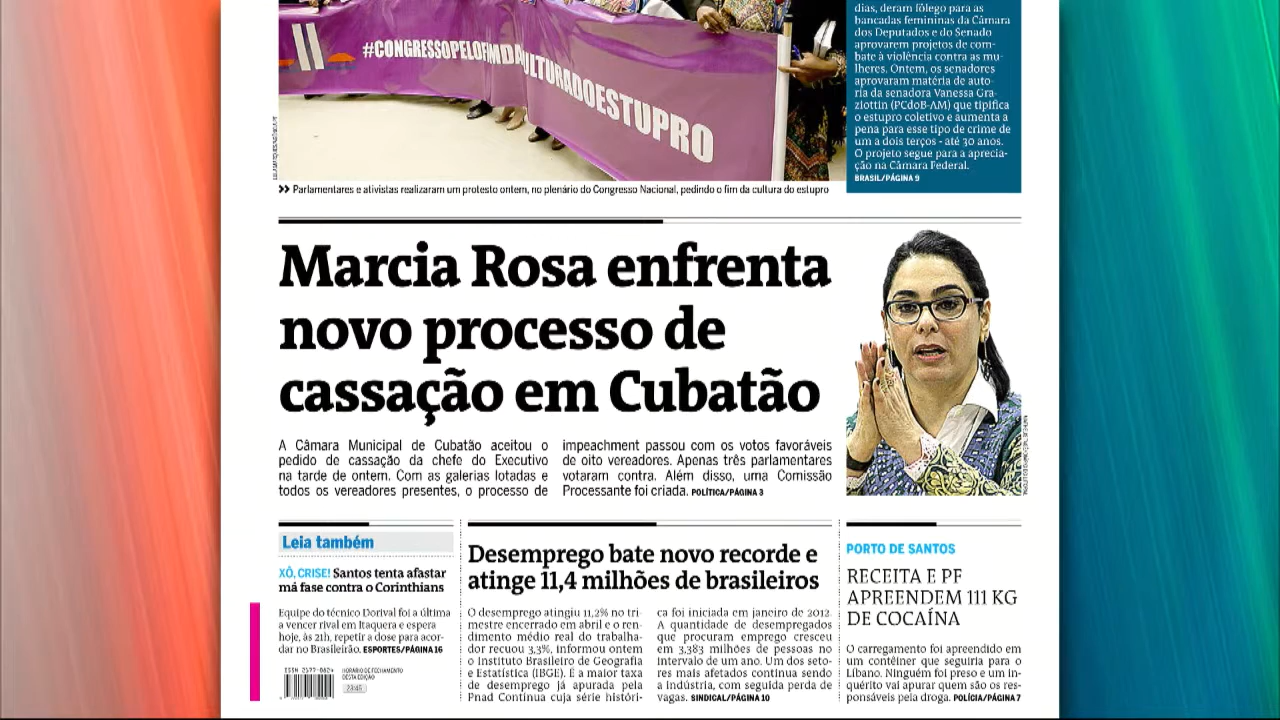 #CONGRESSOPELOFIMDACULTURADOESTUPRO
dias, deram fôlego para as
bancadas femininas da Câmara
dos Deputados e do Senado
aprovarem projetos de com-
bate à violência contra as mu-
lheres. Ontem, os senadores
aprovaram matéria de auto-
ria da senadora Vanessa Gra-
ziottin (PCdoB-AM) que tipifica
o estupro coletivo e aumenta a
pena para esse tipo de crime de
um a dois terços - até 30 anos.
O projeto segue para a aprecia-
ção na Câmara Federal.
BRASIL/PÁGINA 9
>> Parlamentares e ativistas realizaram um protesto ontem, no plenário do Congresso Nacional, pedindo o fim da cultura do estupro
Marcia Rosa enfrenta
novo processo de
cassação em Cubatão
A Câmara Municipal de Cubatão aceitou o
pedido de cassação da chefe do Executivo
na tarde de ontem. Com as galerias lotadas e
todos os vereadores presentes, o processo de
impeachment passou com os votos favoráveis
de oito vereadores. Apenas três parlamentares
votaram contra. Além disso, uma Comissão
Processante foi criada. POLÍTICA/PÁGINA 3
Leia também
XÔ, CRISE! Santos tenta afastar
má fase contra o Corinthians
Equipe do técnico Dorival foi a última
a vencer rival em Itaquera e espera
hoje, às 21h, repetir a dose para acor-
dar no Brasileirão. ESPORTES/PÁGINA 16
HORÁRIO DE FECHAMENTO
DESTA EDIÇÃO
23:45
Desemprego bate novo recorde e
atinge 11,4 milhões de brasileiros
O desemprego atingiu 11,2% no tri-
mestre encerrado em abril e o ren-
dimento médio real do trabalha-
dor recuou 3,3%, informou ontem
o Instituto Brasileiro de Geografia
e Estatística (IBGE). É a maior taxa
de desemprego já apurada pela
Pnad Contínua cuja série históri-
ca foi iniciada em janeiro de 2012.
A quantidade de desempregados
que procuram emprego cresceu
em 3,383 milhões de pessoas no
intervalo de um ano. Um dos seto-
res mais afetados continua sendo
a indústria, com seguida perda de
vagas. SINDICAL/PÁGINA 10
PORTO DE SANTOS
RECEITA E PF
APREENDEM 111 KG
DE COCAÍNA
O carregamento foi apreendido em
um contêiner que seguiria para o
Líbano. Ninguém foi preso e um in-
quérito vai apurar quem são os res-
ponsáveis pela droga. POLÍCIA/PÁGINA 7